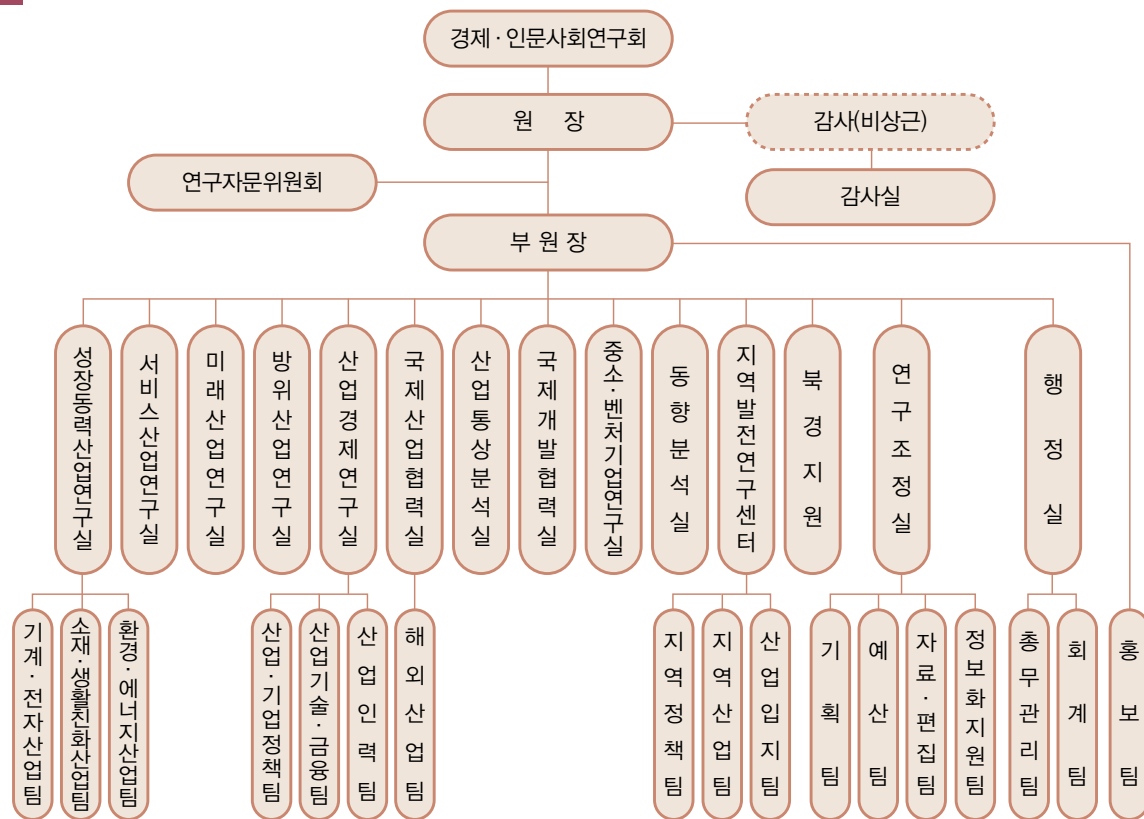 경제 · 인문사회연구회
원 장
감사(비상근)
연구자문위원회
감사실
부 원 장
성장동력산업연구실
서비스산업연구실
미래산업연구실
방위산업연구실
산업경제연구실
국제산업협력실
산업통상분석실
국제개발협력실
중소·벤처기업연구실
동향분석실
지역발전연구센터
북경지원
연구조정실
행정실
기계·전자산업팀
소재·생활친화산업팀
환경·에너지산업팀
산업·기업정책팀
산업기술·금융팀
산업인력팀
해외산업팀
지역정책팀
지역산업팀
산업입지팀
기획팀
예산팀
자료·편집팀
정보화지원팀
총무관리팀
회계팀
홍보팀